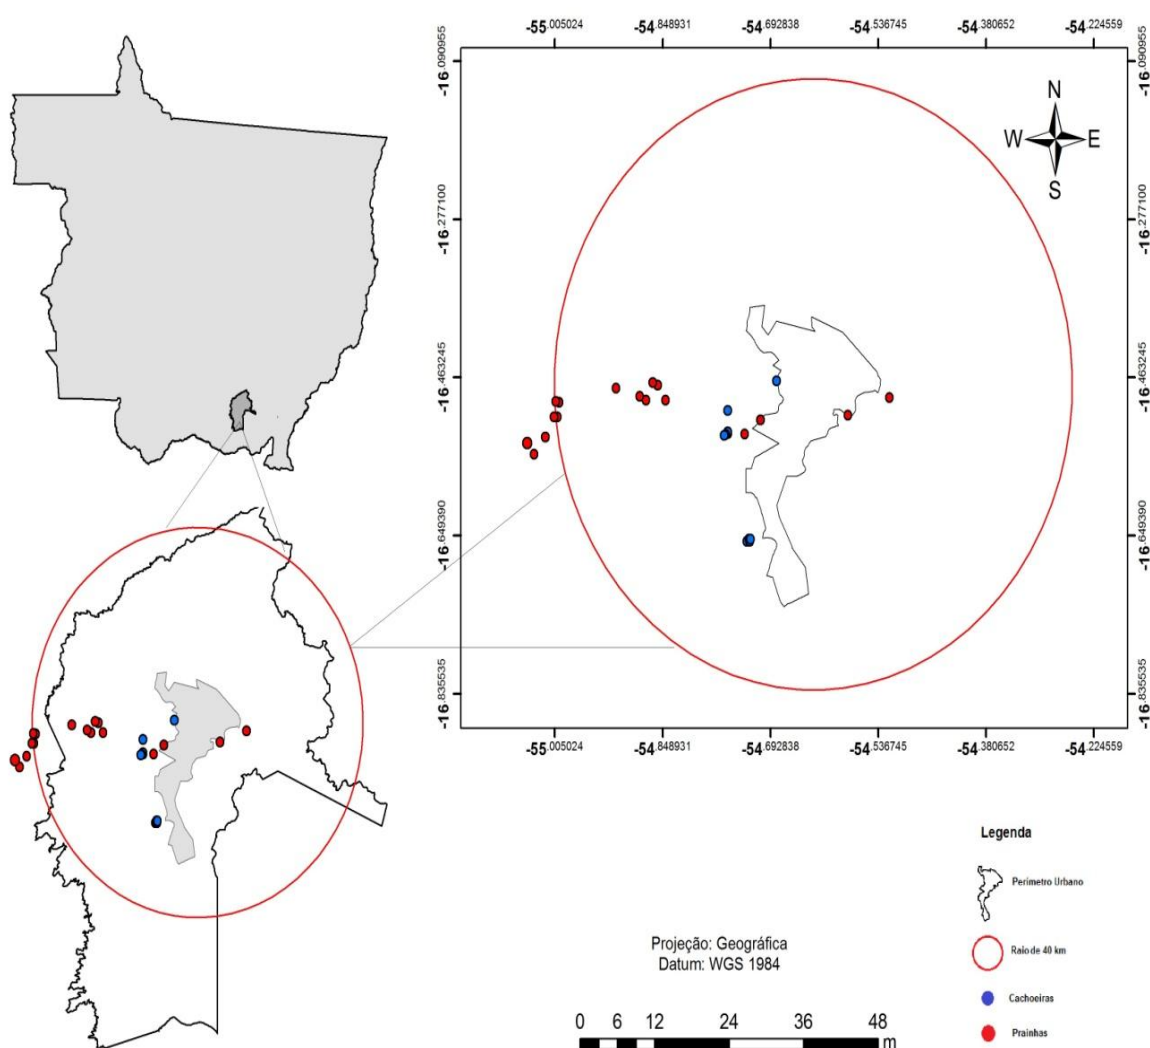 -55.005024 -54.848931 -54.692838 -54.536745 -54.380652 -54.224559
-16.090955
-16.277100
-16.463245
-16.649390
-16.835535
-16.090955
-16.277100
-16.463245
-16.649390
-16.835535
N
W E
S
-55.005024 -54.848931 -54.692838 -54.536745 -54.380652 -54.224559
Legenda
Perímetro Urbano
Raio de 40 km
Cachoeiras
Prainhas
Projeção: Geográfica
Datum: WGS 1984
0 6 12 24 36 48
m